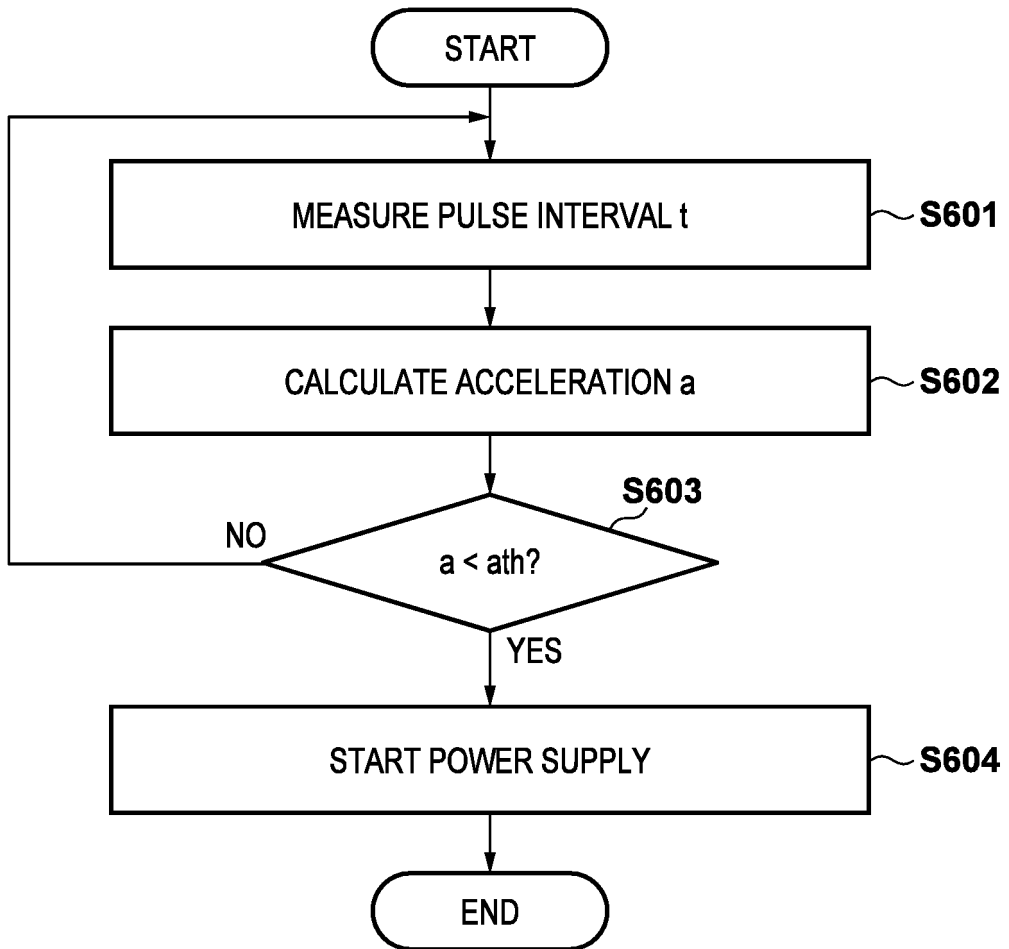 START
MEASURE PULSE INTERVAL t
S601
CALCULATE ACCELERATION a
S602
S603
NO
a < ath?
YES
START POWER SUPPLY
S604
END